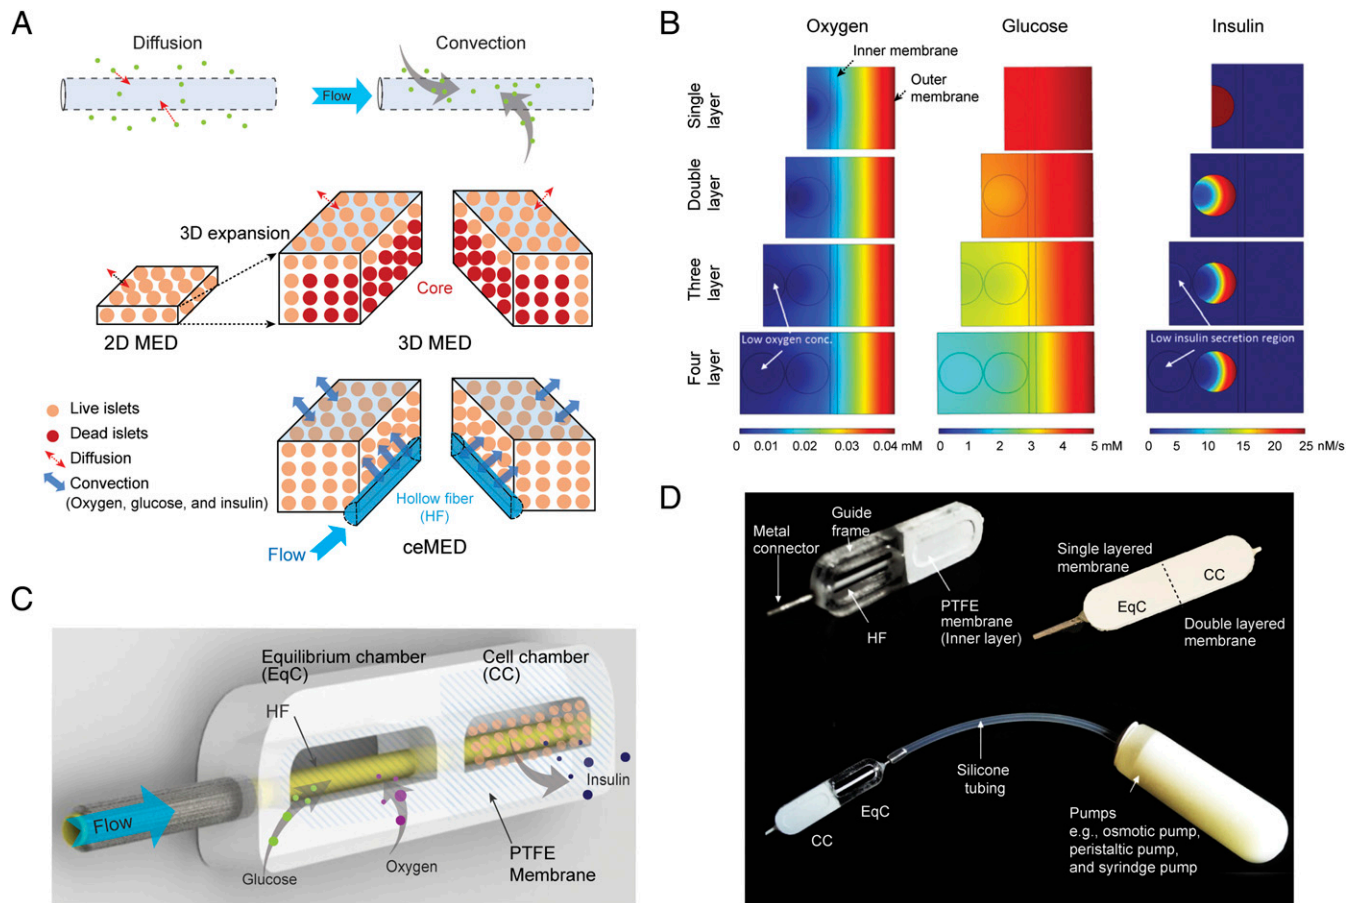 A
Diffusion
Convection
Flow
3D expansion
Core
2D MED
3D MED
Live islets
Dead islets
Diffusion
Convection
(Oxygen, glucose, and insulin)
Hollow fiber
(HF)
Flow
ceMED
B
Oxygen
Glucose
Insulin
Inner membrane
Outer
membrane
Single
layer
Double
layer
Three
layer
Four
layer
Low oxygen conc.
Low insulin secretion region
0 0.01 0.02 0.03 0.04 mM
0 1 2 3 4 5 mM
0 5 10 15 20 25 nM/s
C
Equilibrium chamber
(EqC)
Cell chamber
(CC)
HF
Insulin
Flow
Glucose
Oxygen
PTFE
Membrane
D
Metal
connector
Guide
frame
HF
PTFE
membrane
(Inner layer)
Single layered
membrane
CC
EqC
Double layered
membrane
Silicone
tubing
EqC
CC
Pumps
e.g., osmotic pump,
peristaltic pump,
and syrindge pump